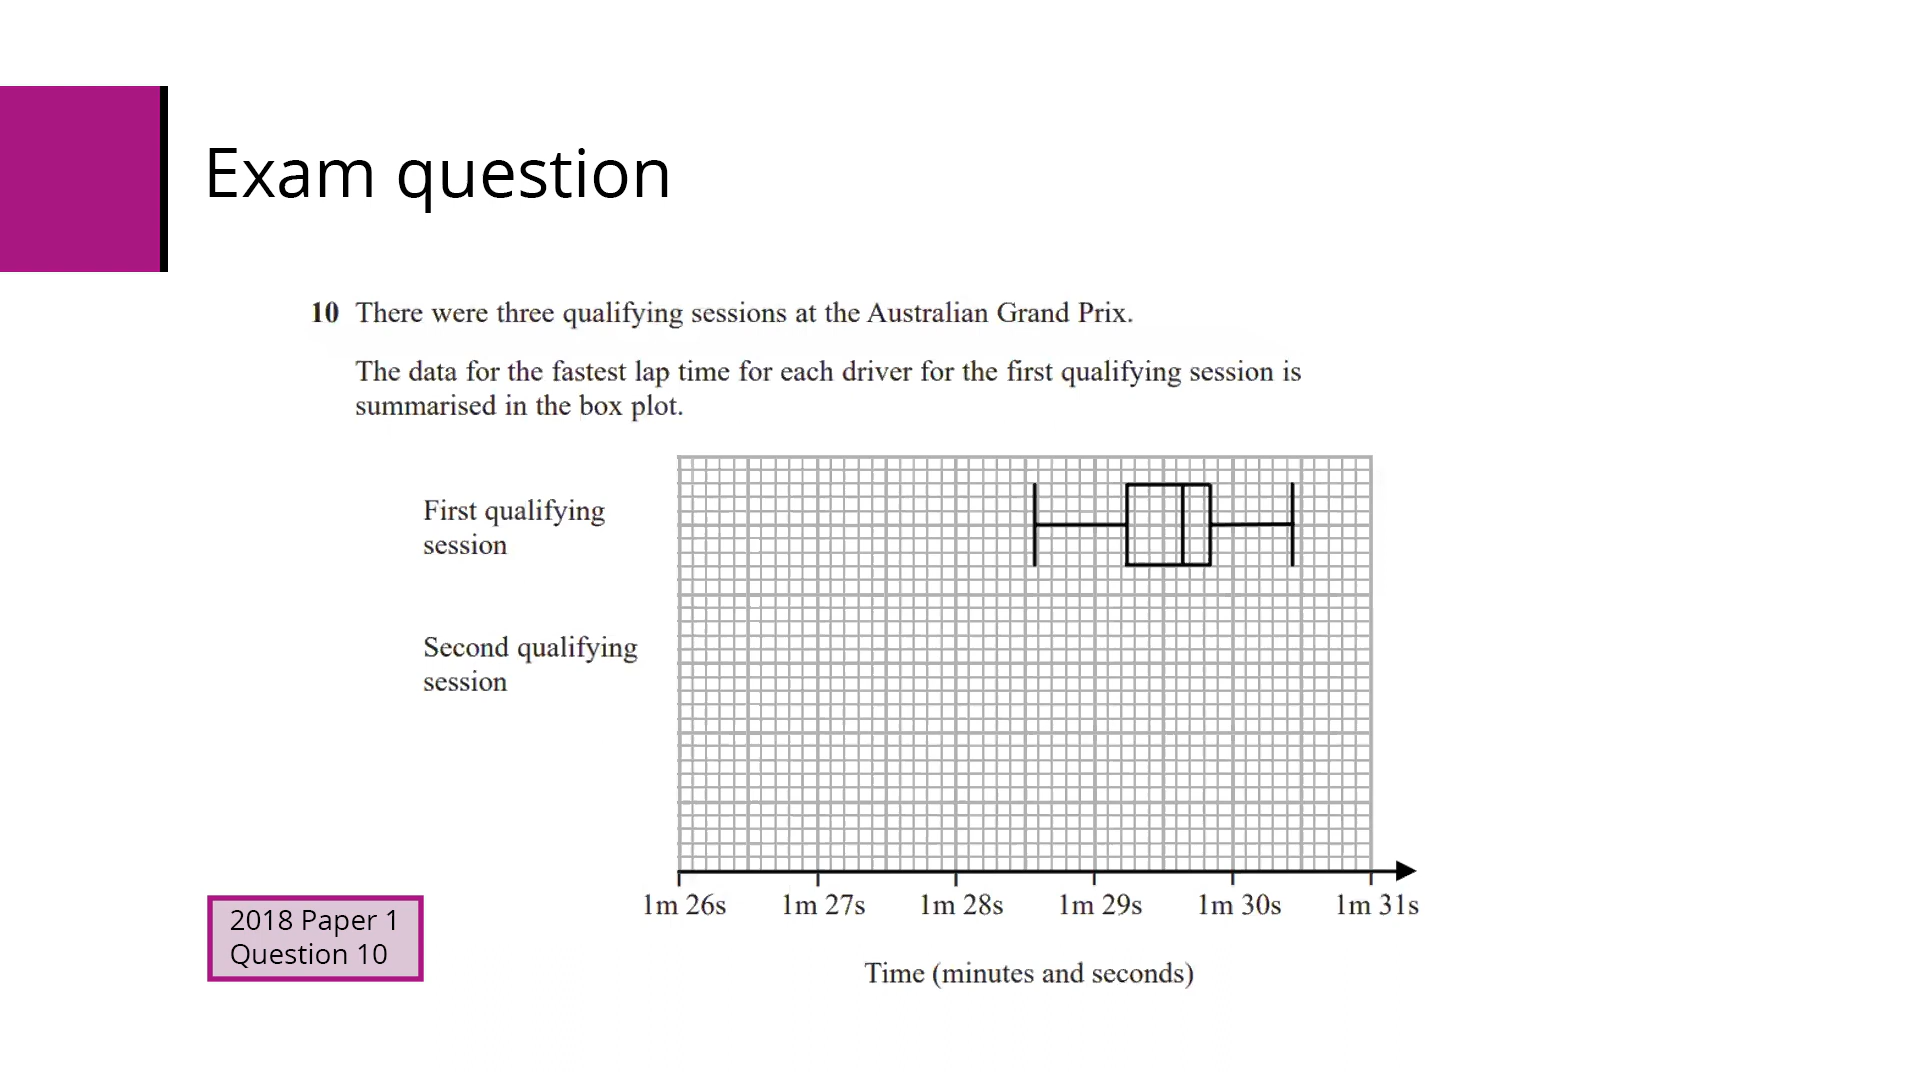 Exam question
10 There were three qualifying sessions at the Australian Grand Prix.
The data for the fastest lap time for each driver for the first qualifying session is
summarised in the box plot.
First qualifying
session
Second qualifying
session
1m 26s 1m 27s 1m 28s 1m 29s 1m 30s 1m 31s
Time (minutes and seconds)
2018 Paper 1
Question 10